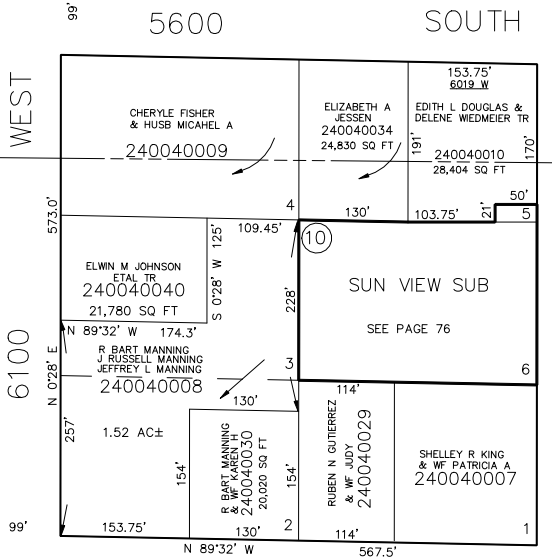 99'
5600
SOUTH
WEST
153.75'
6019 W
CHERYLE FISHER
& HUSB MICAHEL A
240040009
ELIZABETH A
JESSEN
240040034
24,830 SQ FT
EDITH L DOUGLAS &
DELENE WIEDMEIER TR
240040010
28,404 SQ FT
191'
170'
573.0'
4
130'
103.75'
21'
50'
5
109.45'
10
ELWIN M JOHNSON
ETAL TR
240040040
21,780 SQ FT
S 0°28' W 125'
228'
SUN VIEW SUB
SEE PAGE 76
N 89°32' W 174.3'
6100
N 0°28' E
R BART MANNING
J RUSSELL MANNING
JEFFREY L MANNING
240040008
3
6
114'
130'
257'
1.52 AC±
154'
R BART MANNING
& WF KAREN H
240040030
20,020 SQ FT
154'
RUBEN N GUTIERREZ
& WF JUDY
240040029
SHELLEY R KING
& WF PATRICIA A
240040007
99'
153.75'
130'
2
114'
1
N 89°32' W
567.5'